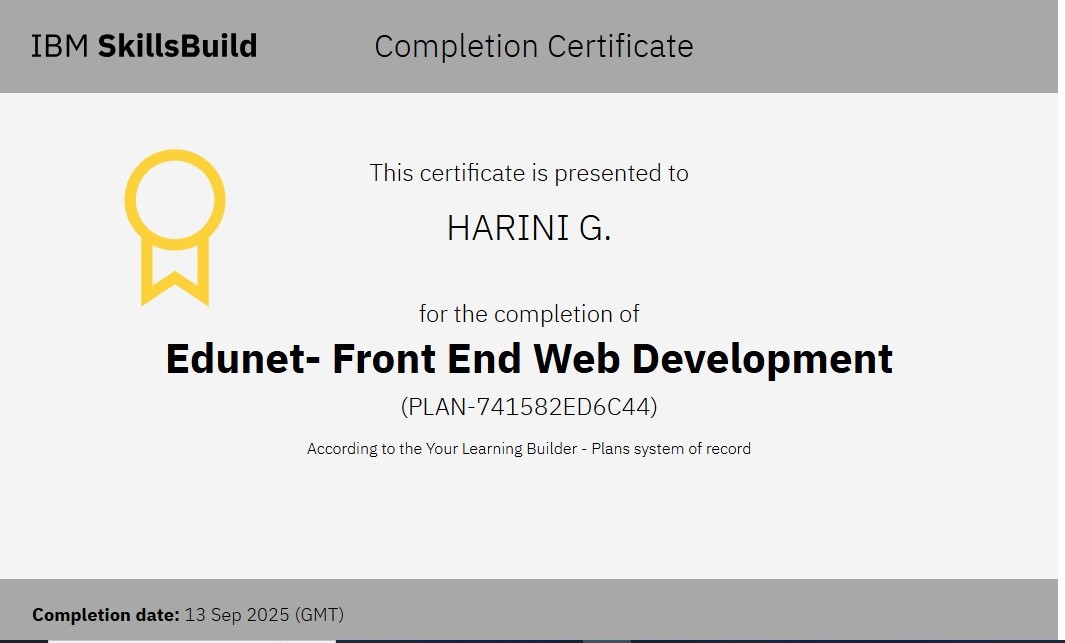 IBM SkillsBuild
Completion Certificate
This certificate is presented to
HARINI G.
for the completion of
Edunet- Front End Web Development
(PLAN-741582ED6C44)
According to the Your Learning Builder - Plans system of record
Completion date: 13 Sep 2025 (GMT)